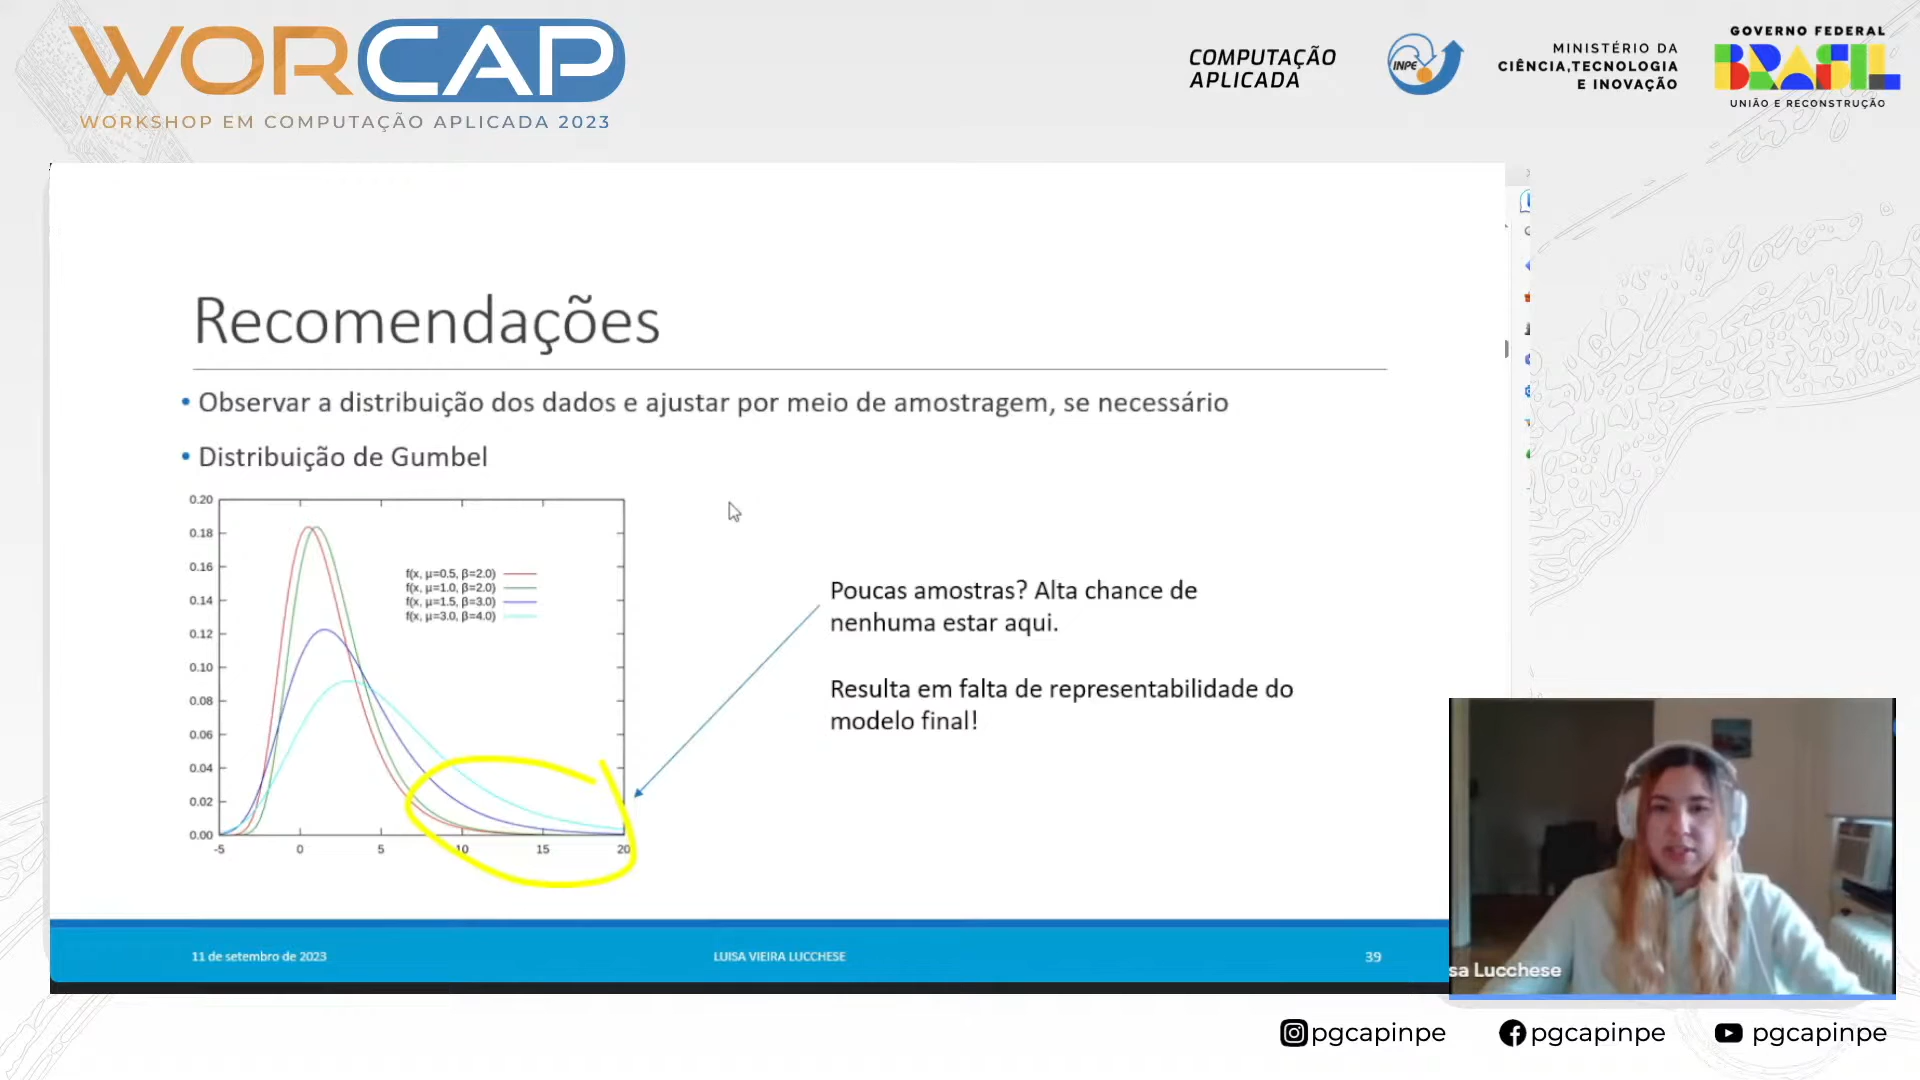 WORCAP
WORKSHOP EM COMPUTAÇÃO APLICADA 2023
COMPUTAÇÃO
APLICADA
INPE
MINISTÉRIO DA
CIÊNCIA,TECNOLOGIA
E INOVAÇÃO
GOVERNO FEDERAL
BRASIL
UNIÃO E RECONSTRUÇÃO
Recomendações
• Observar a distribuição dos dados e ajustar por meio de amostragem, se necessário
• Distribuição de Gumbel
0.20
0.18
0.16
0.14
0.12
0.10
0.08
0.06
0.04
0.02
0.00
-5 0 5 10 15 20
f(x, μ=0.5, β=2.0)
f(x, μ=1.0, β=2.0)
f(x, μ=1.5, β=3.0)
f(x, μ=3.0, β=4.0)
Poucas amostras? Alta chance de
nenhuma estar aqui.
Resulta em falta de representabilidade do
modelo final!
11 de setembro de 2023 LUISA VIEIRA LUCCHESE 39
sa Lucchese
pgcapinpe pgcapinpe pgcapinpe